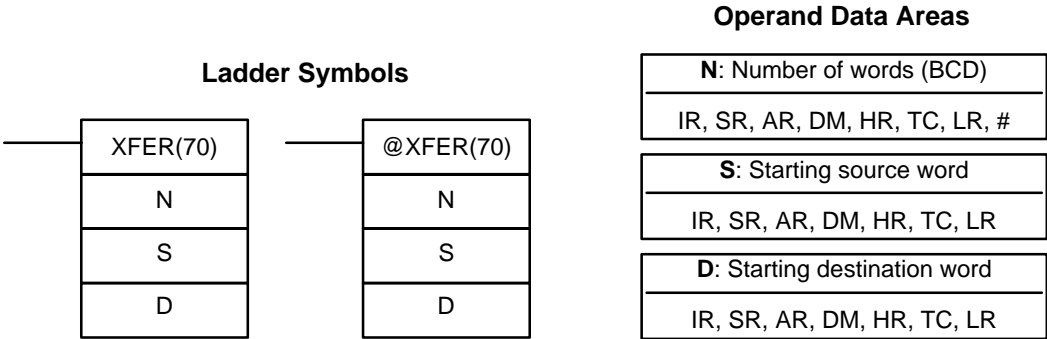 Ladder Symbols
XFER(70)
N
S
D
@XFER(70)
N
S
D
Operand Data Areas
N: Number of words (BCD)
IR, SR, AR, DM, HR, TC, LR, #
S: Starting source word
IR, SR, AR, DM, HR, TC, LR
D: Starting destination word
IR, SR, AR, DM, HR, TC, LR